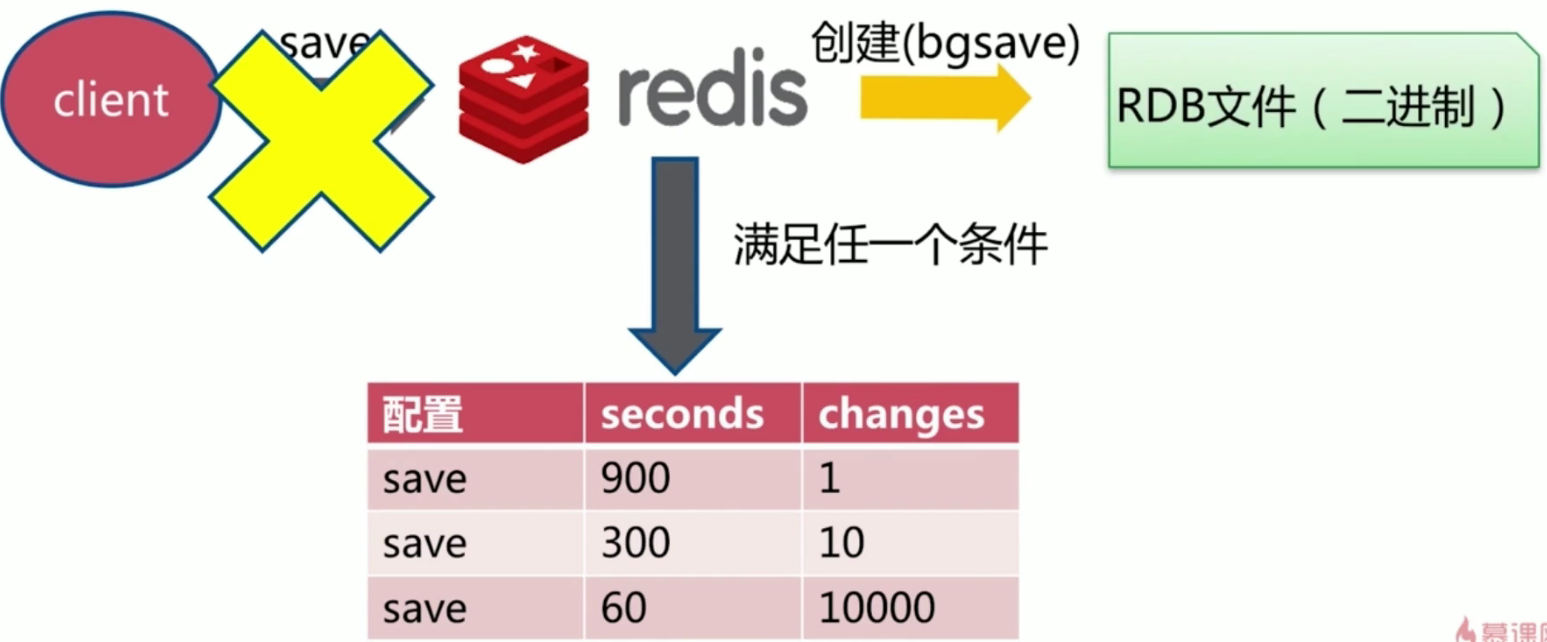 client
save
redis
创建(bgsave)
RDB文件（二进制）
满足任一个条件
配置 seconds changes
save 900 1
save 300 10
save 60 10000
慕课网